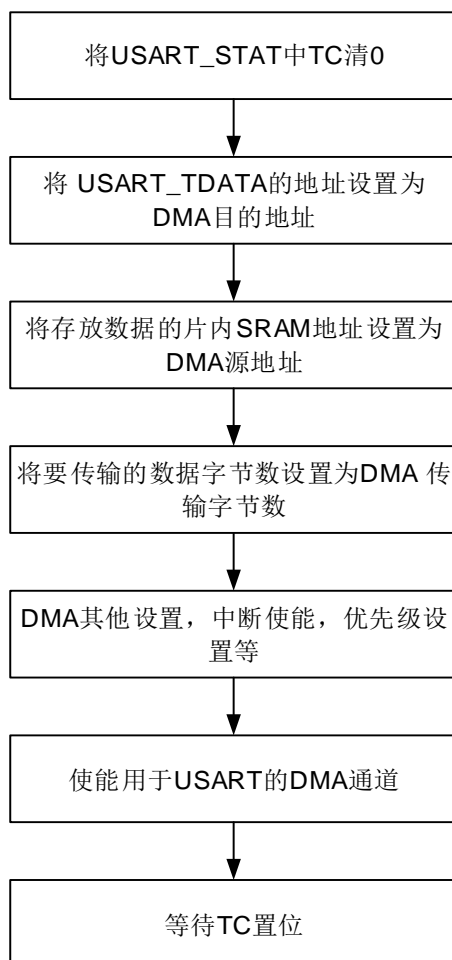 将USART_STAT中TC清0
将 USART_TDATA的地址设置为
DMA目的地址
将存放数据的片内SRAM地址设置为
DMA源地址
将要传输的数据字节数设置为DMA 传
输字节数
DMA其他设置，中断使能，优先级设
置等
使能用于USART的DMA通道
等待TC置位